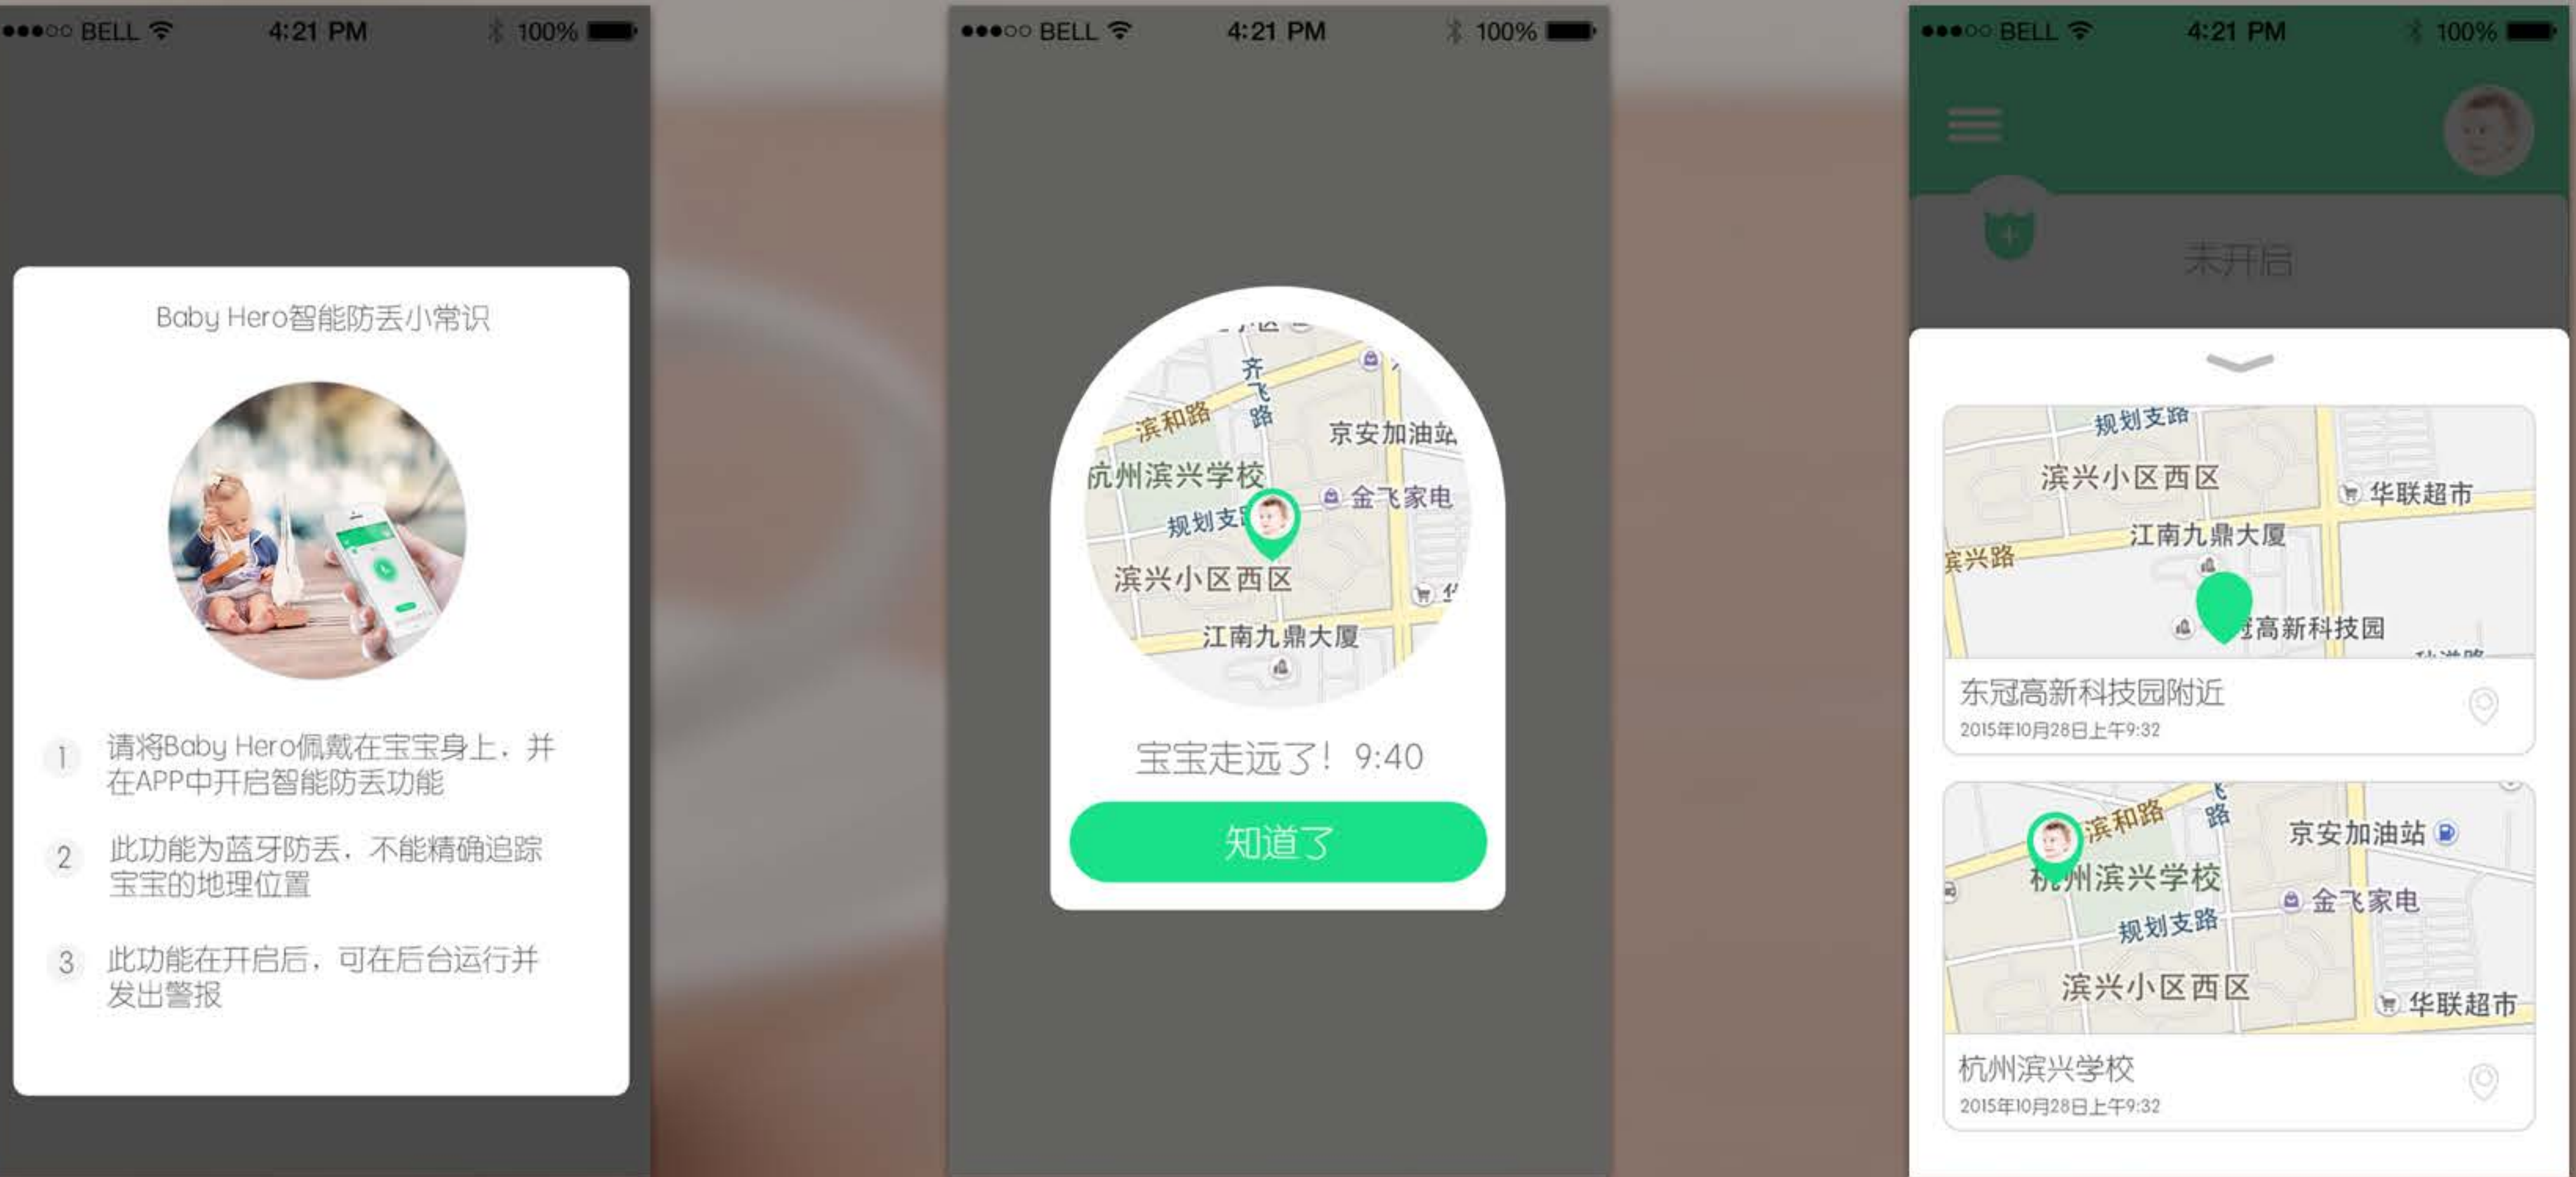 BELL 4:21 PM 100%
Baby Hero智能防丢小常识
1 请将Baby Hero佩戴在宝宝身上，并
在APP中开启智能防丢功能
2 此功能为蓝牙防丢，不能精确追踪
宝宝的地理位置
3 此功能在开启后，可在后台运行并
发出警报
BELL 4:21 PM 100%
齐飞路
滨和路
京安加油站
杭州滨兴学校
金飞家电
规划支
滨兴小区西区
江南九鼎大厦
宝宝走远了！9:40
知道了
BELL 4:21 PM 100%
未开启
规划支路
滨兴小区西区
华联超市
江南九鼎大厦
滨兴路
冠高新科技园
东冠高新科技园附近
2015年10月28日上午9:32
飞路
滨和路
京安加油站
杭州滨兴学校
金飞家电
规划支路
滨兴小区西区
华联超市
杭州滨兴学校
2015年10月28日上午9:32